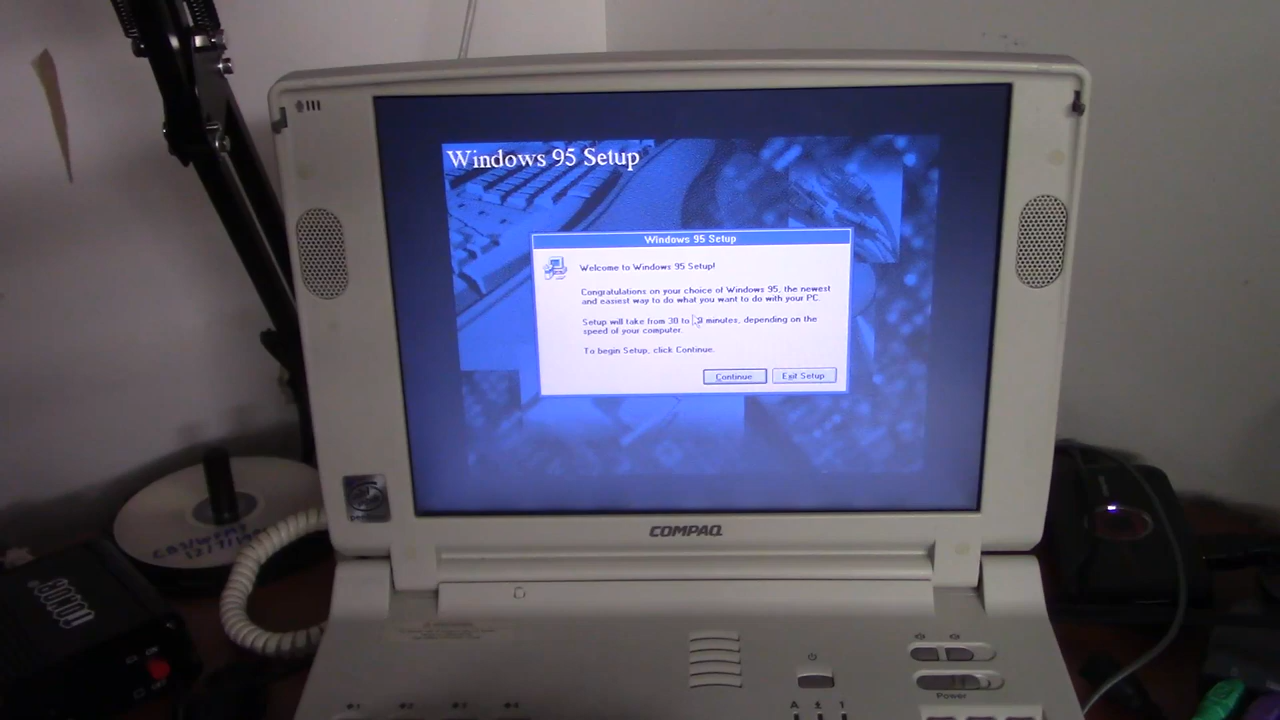 Windows 95 Setup
Windows 95 Setup
Welcome to Windows 95 Setup!
Congratulations on your choice of Windows 95, the newest
and easiest way to do what you want to do with your PC.
Setup will take from 30 to minutes, depending on the
speed of your computer.
To begin Setup, click Continue.
Continue
Exit Setup
COMPAQ
Power
A
1